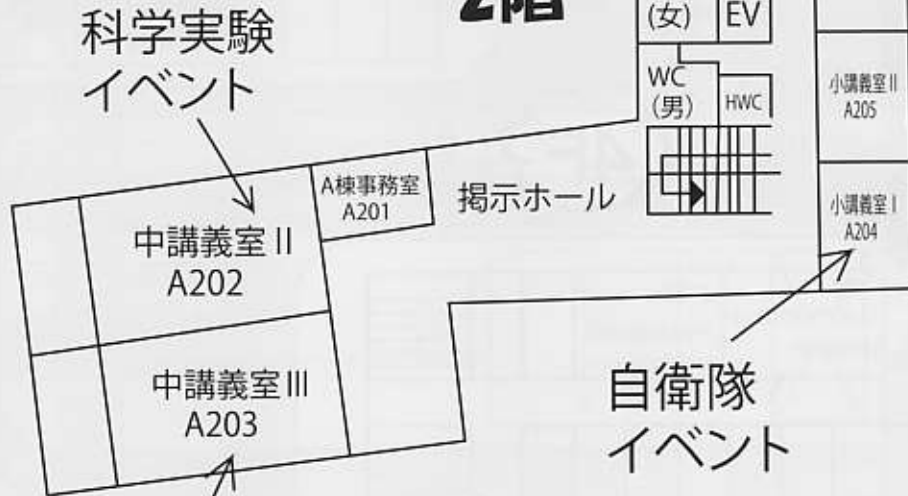 2階
科学実験
イベント
(女)
EV
WC
(男)
HWC
小講義室Ⅱ
A205
A棟事務室
A201
掲示ホール
小講義室Ⅰ
A204
中講義室Ⅱ
A202
中講義室Ⅲ
A203
自衛隊
イベント